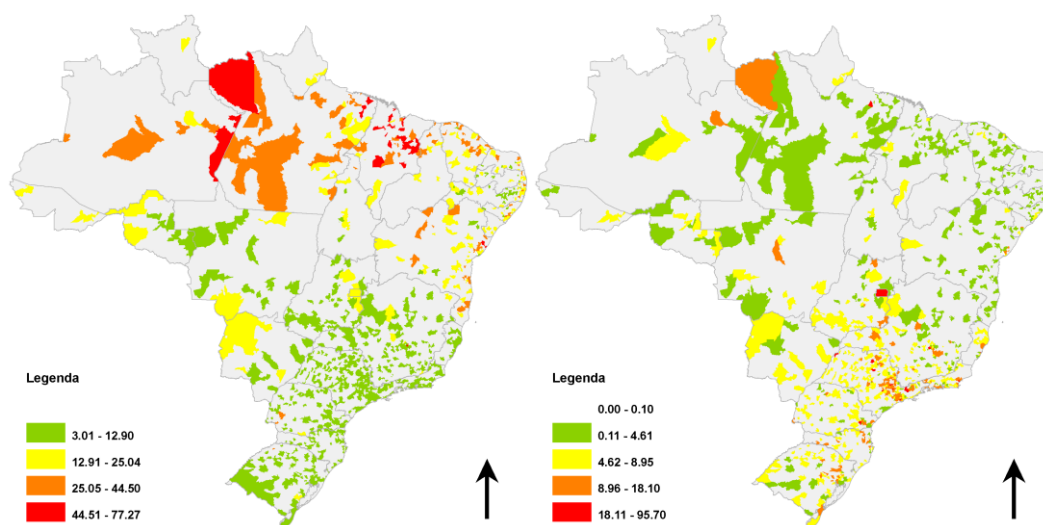 Legenda
3.01 - 12.90
12.91 - 25.04
25.05 - 44.50
44.51 - 77.27
Legenda
0.00 - 0.10
0.11 - 4.61
4.62 - 8.95
8.96 - 18.10
18.11 - 95.70